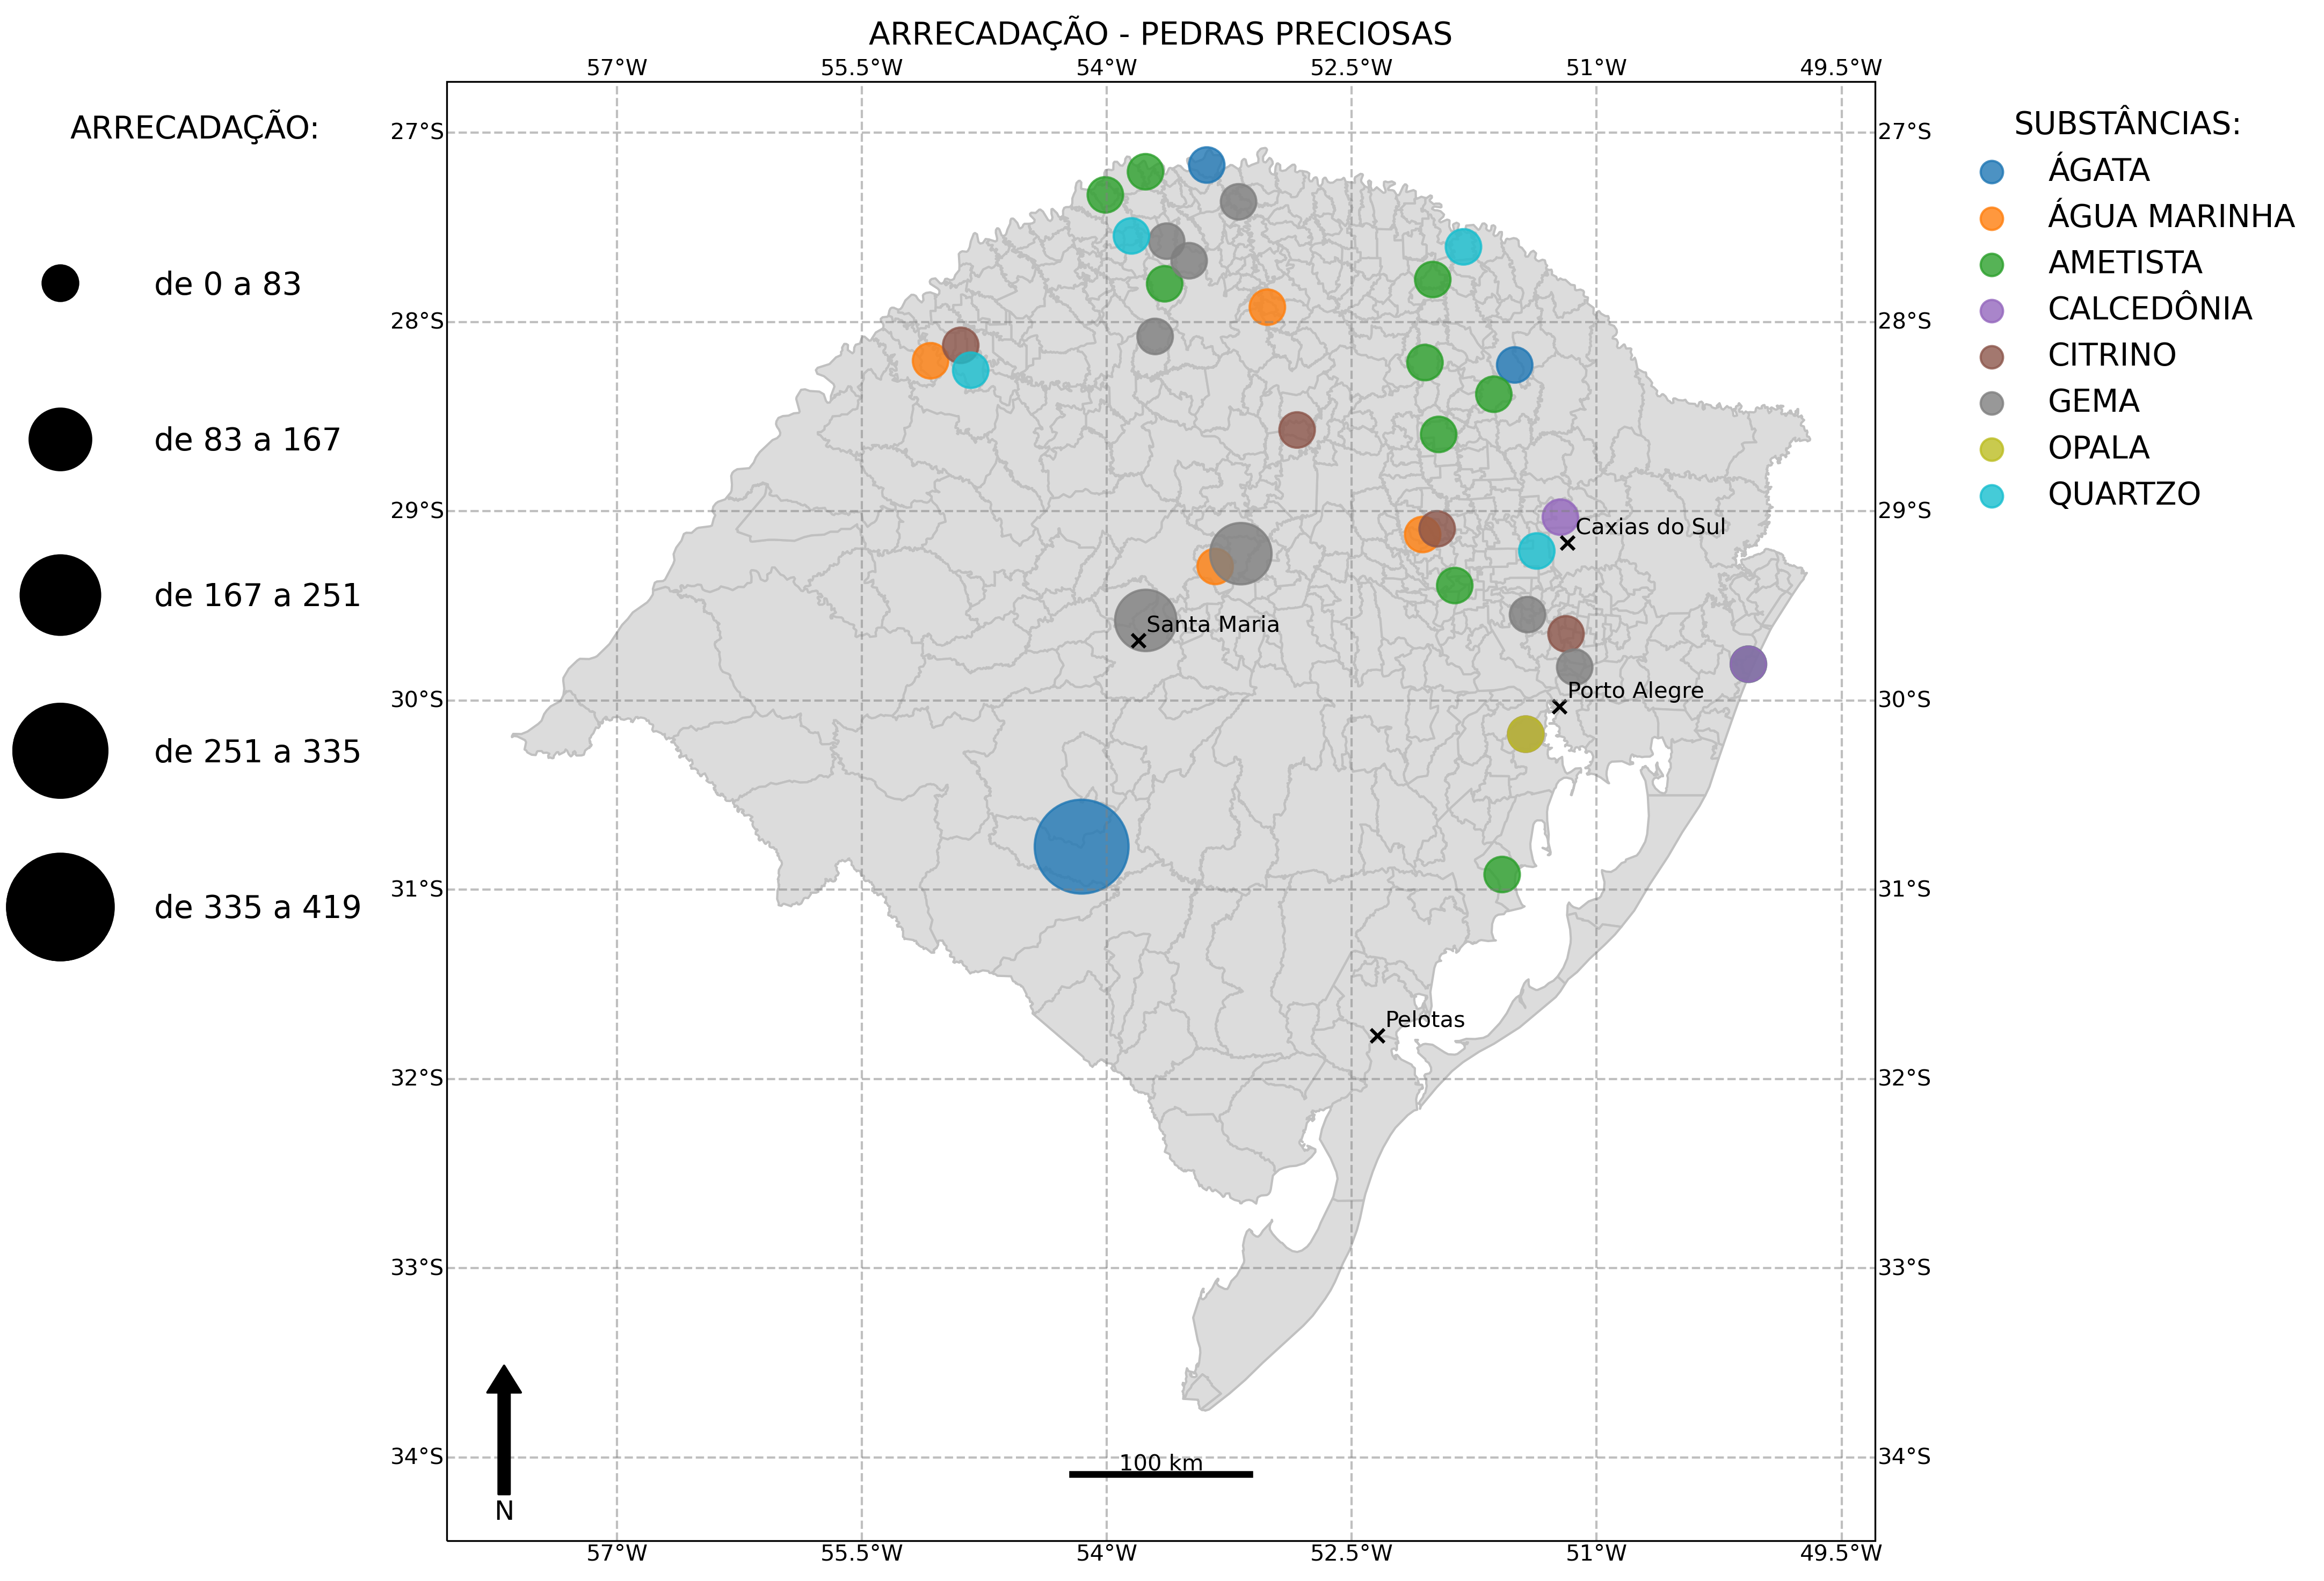 ARRECADAÇÃO - PEDRAS PRECIOSAS
57°W 55.5°W 54°W 52.5°W 51°W 49.5°W
ARRECADAÇÃO:
de 0 a 83
de 83 a 167
de 167 a 251
de 251 a 335
de 335 a 419
27°S 27°S
28°S 28°S
29°S 29°S
30°S 30°S
31°S 31°S
32°S 32°S
33°S 33°S
34°S 34°S
Caxias do Sul
Santa Maria
Porto Alegre
Pelotas
100 km
N
57°W 55.5°W 54°W 52.5°W 51°W 49.5°W
SUBSTÂNCIAS:
ÁGATA
ÁGUA MARINHA
AMETISTA
CALCEDÔNIA
CITRINO
GEMA
OPALA
QUARTZO